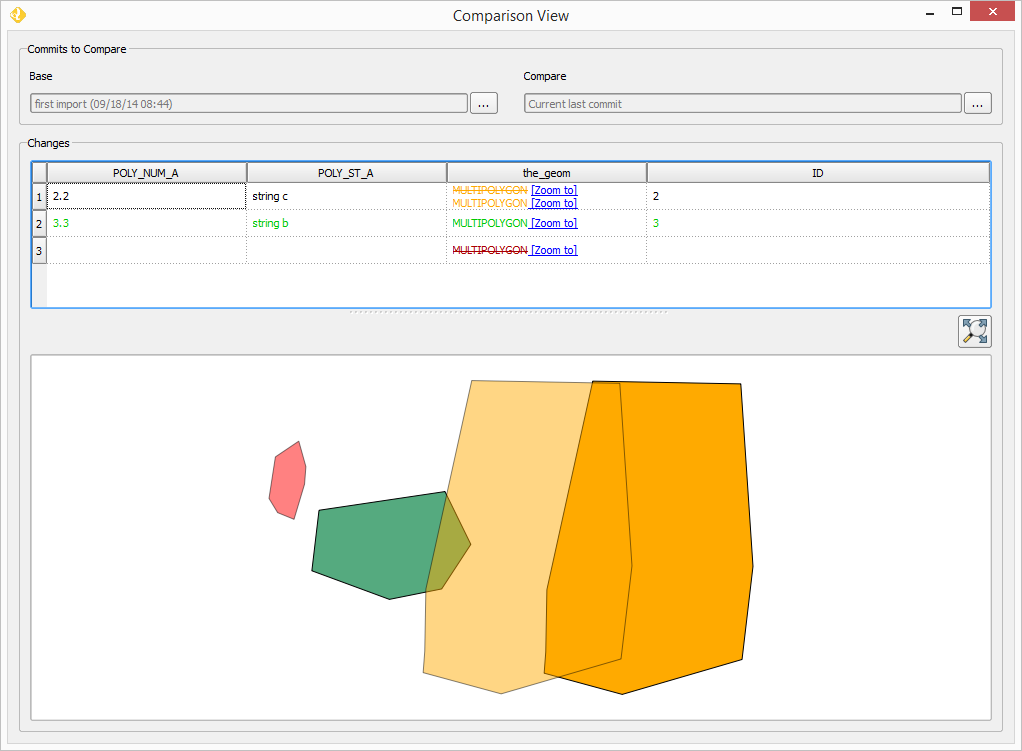 Comparison View
Commits to Compare
Base
Compare
first import (09/18/14 08:44)
...
Current last commit
...
Changes
POLY_NUM_A POLY_ST_A the_geom ID
1 2.2 string c MULTIPOLYGON [Zoom to] 2
MULTIPOLYGON [Zoom to]
2 3.3 string b MULTIPOLYGON [Zoom to] 3
3 MULTIPOLYGON [Zoom to]